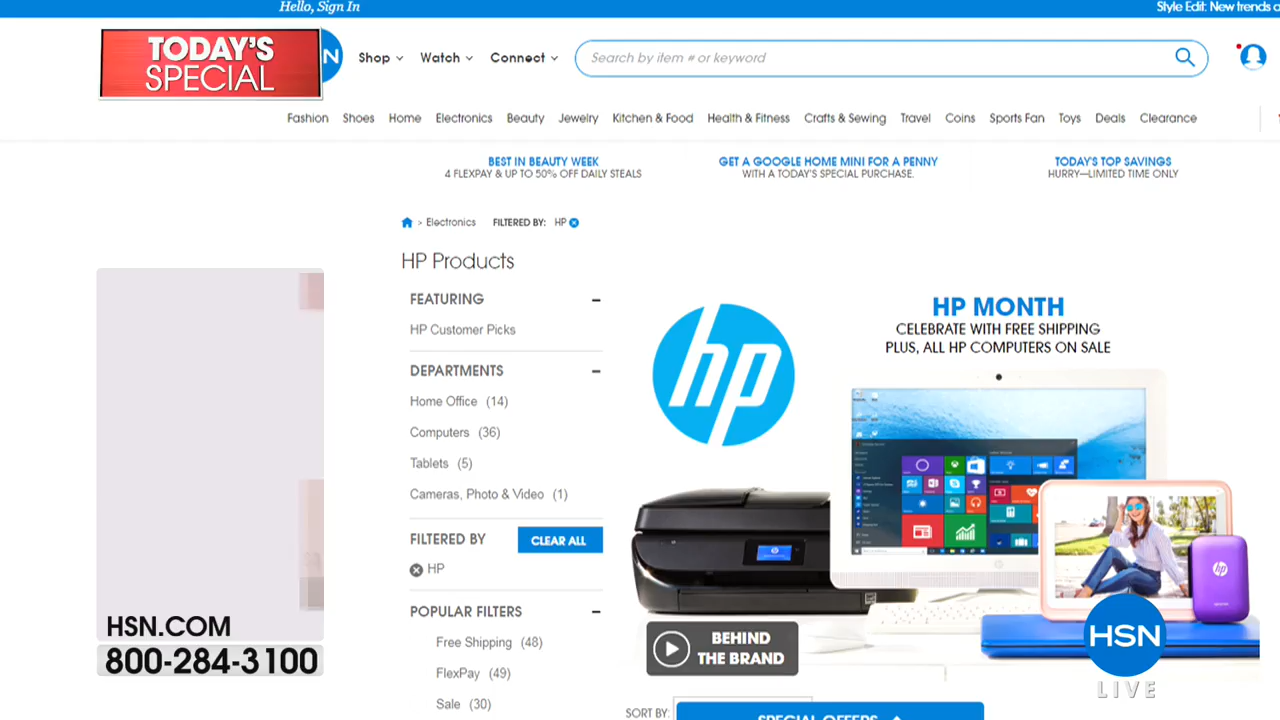 Hello, Sign In
Style Edit: New trends
TODAY'S
SPECIAL
N
Shop
Watch
Connect
Search by item # or keyword
Fashion Shoes Home Electronics Beauty Jewelry Kitchen & Food Health & Fitness Crafts & Sewing Travel Coins Sports Fan Toys Deals Clearance
BEST IN BEAUTY WEEK
4 FLEXPAY & UP TO 50% OFF DAILY STEALS
GET A GOOGLE HOME MINI FOR A PENNY
WITH A TODAY'S SPECIAL PURCHASE.
TODAY'S TOP SAVINGS
HURRY—LIMITED TIME ONLY
> Electronics FILTERED BY: HP
HP Products
FEATURING
HP Customer Picks
DEPARTMENTS
Home Office (14)
Computers (36)
Tablets (5)
Cameras, Photo & Video (1)
FILTERED BY
CLEAR ALL
HP
POPULAR FILTERS
Free Shipping (48)
FlexPay (49)
Sale (30)
hp
HP MONTH
CELEBRATE WITH FREE SHIPPING
PLUS, ALL HP COMPUTERS ON SALE
hp
BEHIND
THE BRAND
SORT BY:
SPECIAL OFFERS
HSN.COM
800-284-3100
HSN
LIVE